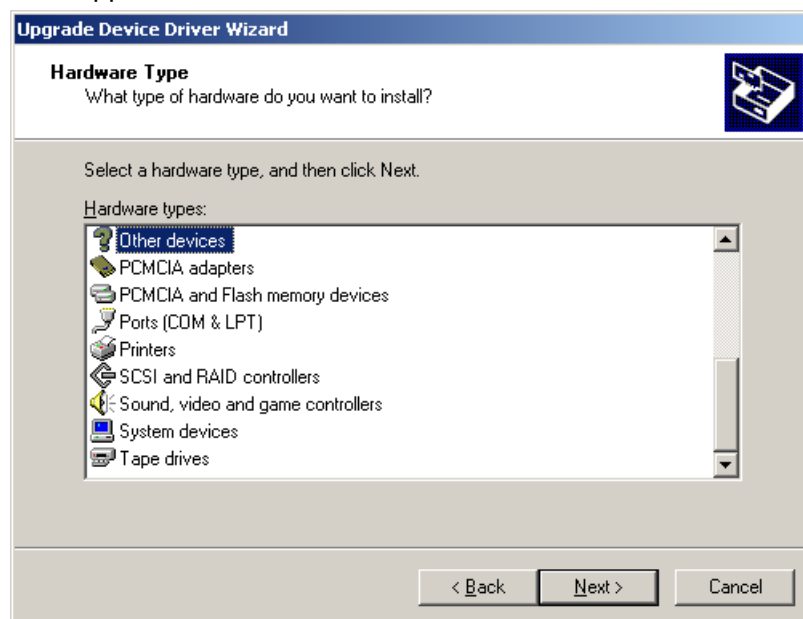 Upgrade Device Driver Wizard
Hardware Type
What type of hardware do you want to install?
Select a hardware type, and then click Next.
Hardware types:
Other devices
PCMCIA adapters
PCMCIA and Flash memory devices
Ports (COM & LPT)
Printers
SCSI and RAID controllers
Sound, video and game controllers
System devices
Tape drives
< Back Next > Cancel